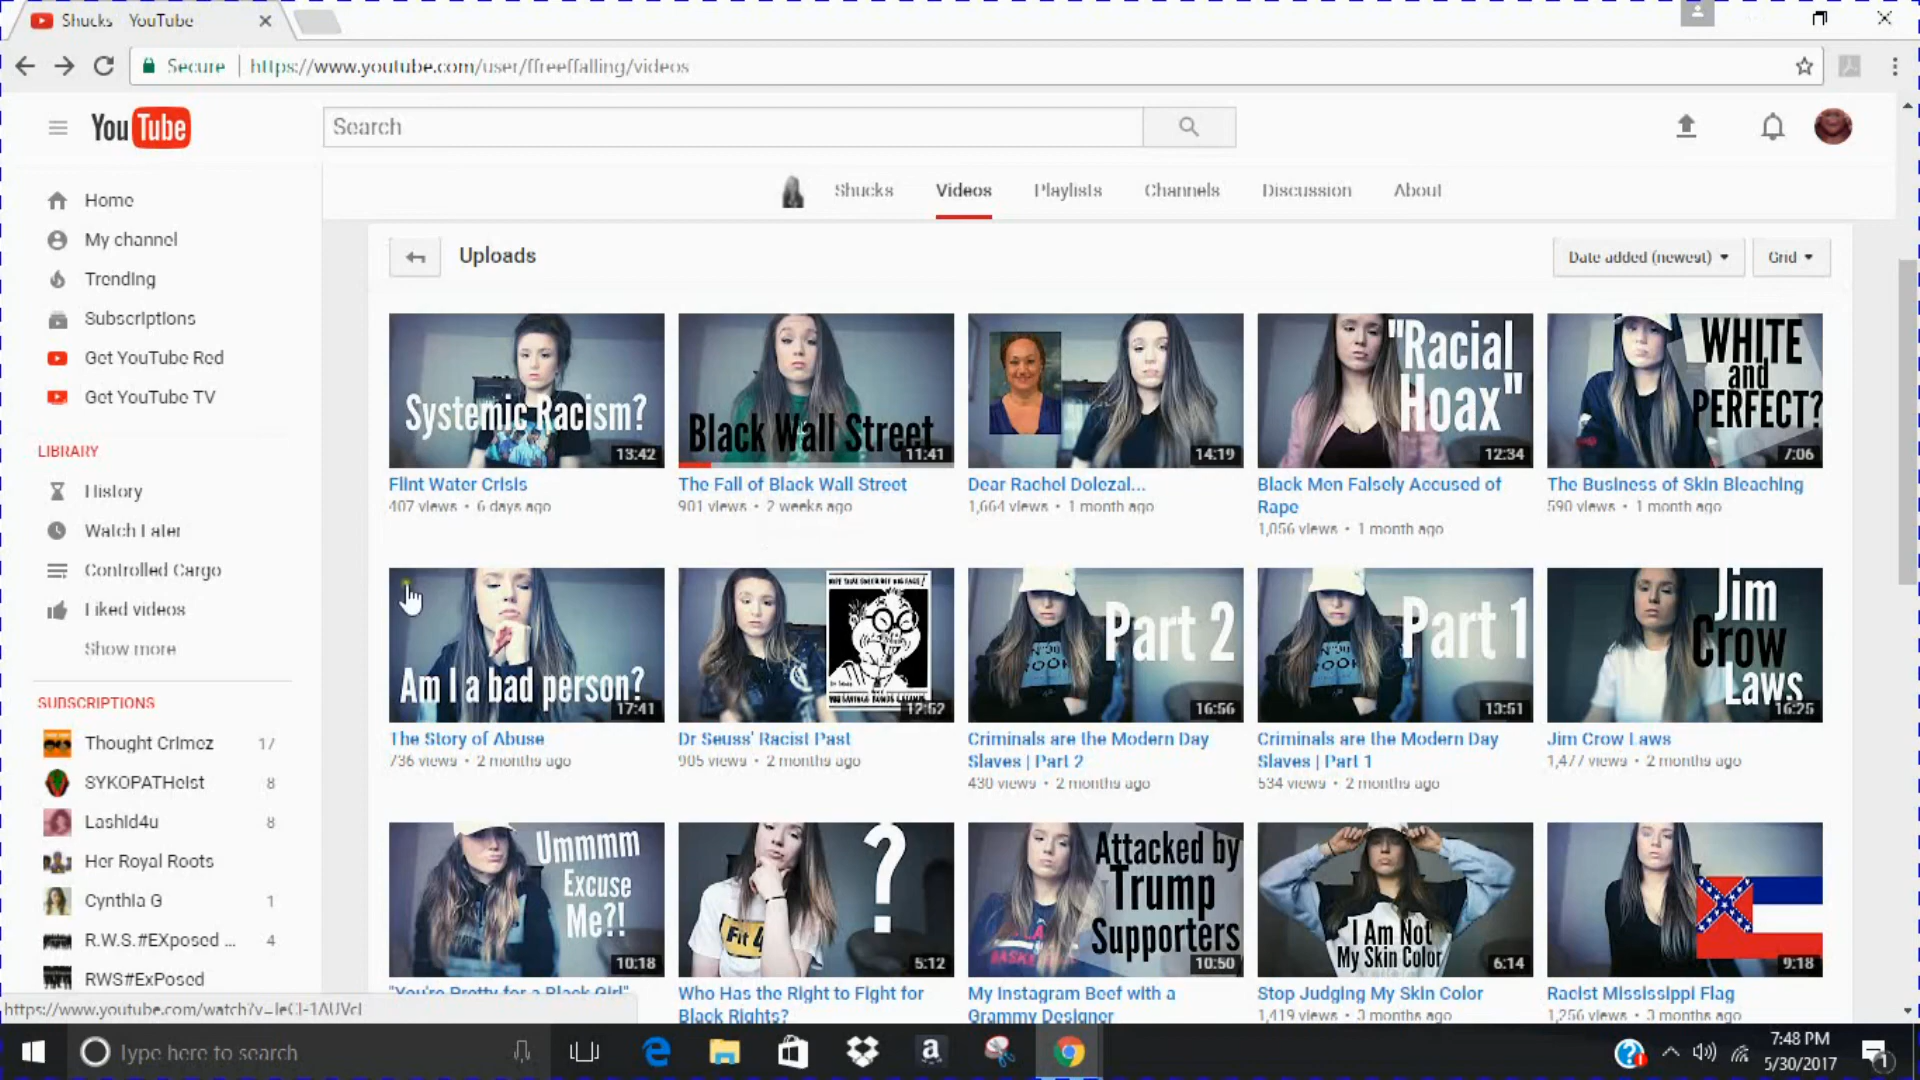 Shucks YouTube
Secure https://www.youtube.com/user/ffreeffalling/videos
YouTube
Search
Shucks Videos Playlists Channels Discussion About
Home
My channel
Trending
Subscriptions
Get YouTube Red
Get YouTube TV
LIBRARY
History
Watch Later
Controlled Cargo
Liked videos
Show more
SUBSCRIPTIONS
Thought Crimez 17
SYKOPATHeist 8
Lashid4u 8
Her Royal Roots
Cynthia G 1
R.W.S.#EXposed ... 4
RWS#ExPosed
Uploads
Date added (newest)
Grid
Systemic Racism?
13:42
Flint Water Crisis
407 views • 6 days ago
Black Wall Street
11:41
The Fall of Black Wall Street
901 views • 2 weeks ago
14:19
Dear Rachel Dolezal...
1,664 views • 1 month ago
"Racial
Hoax"
12:34
Black Men Falsely Accused of
Rape
1,056 views • 1 month ago
WHITE
and
PERFECT?
7:06
The Business of Skin Bleaching
590 views • 1 month ago
Am I a bad person?
17:41
The Story of Abuse
736 views • 2 months ago
12:52
Dr Seuss' Racist Past
905 views • 2 months ago
Part 2
16:56
Criminals are the Modern Day
Slaves | Part 2
430 views • 2 months ago
Part 1
13:51
Criminals are the Modern Day
Slaves | Part 1
534 views • 2 months ago
Jim
Crow
Laws
16:25
Jim Crow Laws
1,477 views • 2 months ago
Ummmm
Excuse
Me?!
10:18
"You're Pretty for a Black Girl"
?
Fit 4
5:12
Who Has the Right to Fight for
Black Rights?
Attacked by
Trump
Supporters
10:50
My Instagram Beef with a
Grammy Designer
I Am Not
My Skin Color
6:14
Stop Judging My Skin Color
1,419 views • 3 months ago
9:18
Racist Mississippi Flag
1,256 views • 3 months ago
Type here to search
7:48 PM
5/30/2017
1